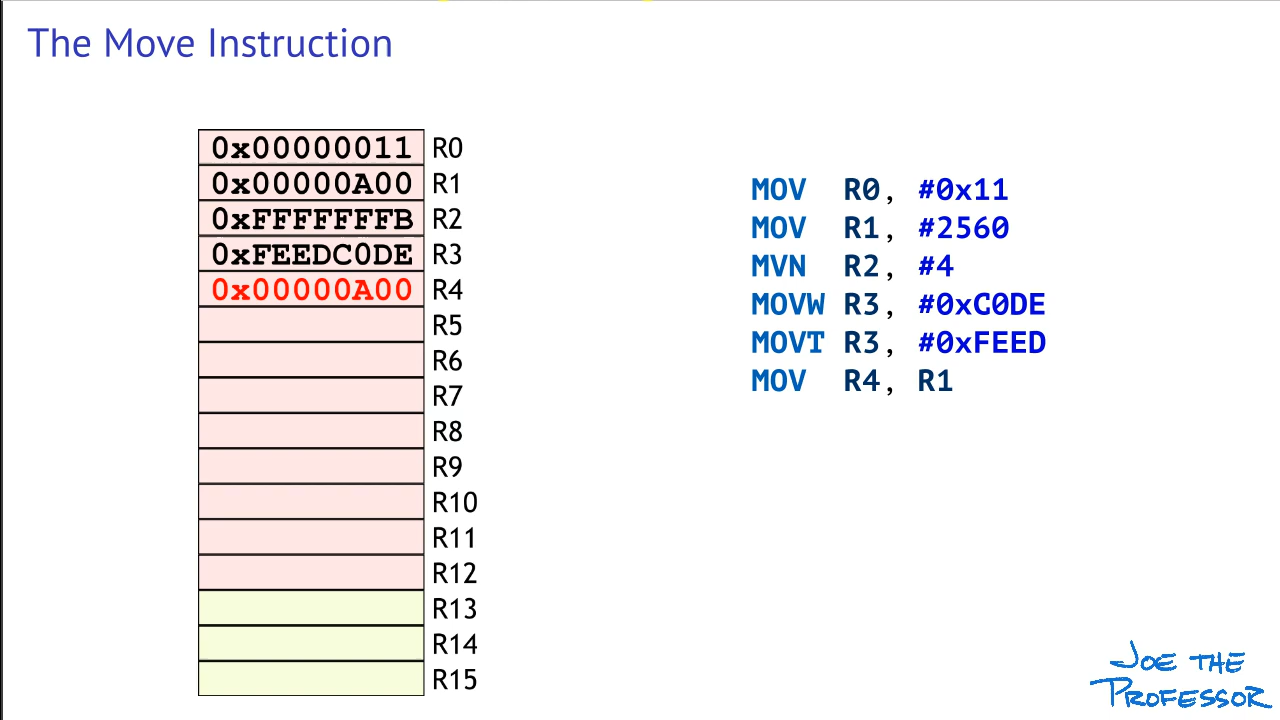 The Move Instruction
0x00000011 R0
0x00000A00 R1
0xFFFFFFFB R2
0xFEEDC0DE R3
0x00000A00 R4
R5
R6
R7
R8
R9
R10
R11
R12
R13
R14
R15
MOV R0, #0x11
MOV R1, #2560
MVN R2, #4
MOVW R3, #0xC0DE
MOVT R3, #0xFEED
MOV R4, R1
JOE THE
PROFESSOR